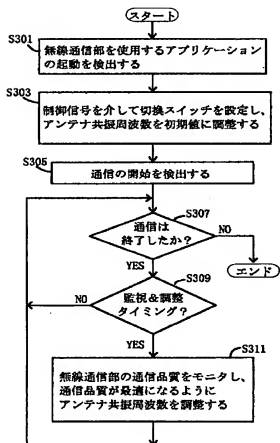 スタート
S301
無線通信部を使用するアプリケーション
の起動を検出する
S303
制御信号を介して切換スイッチを設定し、
アンテナ共振周波数を初期値に調整する
S305
通信の開始を検出する
S307
通信は
終了したか?
NO
YES
エンド
S309
NO
監視&調整
タイミング?
YES
S311
無線通信部の通信品質をモニタし、
通信品質が最適になるように
アンテナ共振周波数を調整する